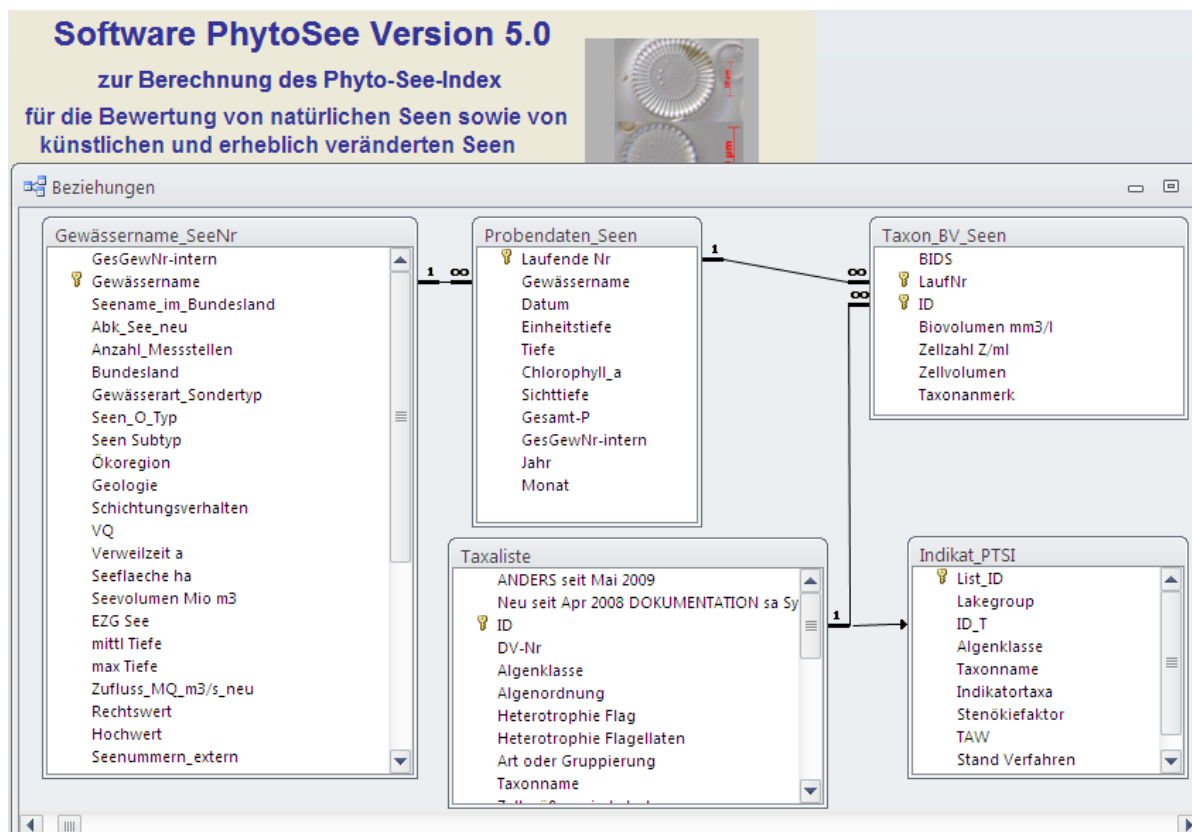 Software PhytoSee Version 5.0
zur Berechnung des Phyto-See-Index
für die Bewertung von natürlichen Seen sowie von
künstlichen und erheblich veränderten Seen
Beziehungen
Gewässername_SeeNr
GesGewNr-intern
Gewässername
Seename_im_Bundesland
Abk_See_neu
Anzahl_Messstellen
Bundesland
Gewässerart_Sondertyp
Seen_O_Typ
Seen Subtyp
Ökoregion
Geologie
Schichtungsverhalten
VQ
Verweilzeit a
Seeflaeche ha
Seevolumen Mio m3
EZG See
mittl Tiefe
max Tiefe
Zufluss_MQ_m3/s_neu
Rechtswert
Hochwert
Seenummern_extern
1 ∞
Probendaten_Seen
Laufende Nr
Gewässername
Datum
Einheitstiefe
Tiefe
Chlorophyll_a
Sichttiefe
Gesamt-P
GesGewNr-intern
Jahr
Monat
1 ∞
∞
Taxon_BV_Seen
BIDS
LaufNr
ID
Biovolumen mm3/l
Zellzahl Z/ml
Zellvolumen
Taxonanmerk
Taxaliste
ANDERS seit Mai 2009
Neu seit Apr 2008 DOKUMENTATION sa Sy
ID
DV-Nr
Algenklasse
Algenordnung
Heterotrophie Flag
Heterotrophie Flagellaten
Art oder Gruppierung
Taxonname
1
Indikat_PTSI
List_ID
Lakegroup
ID_T
Algenklasse
Taxonname
Indikatortaxa
Stenökiefaktor
TAW
Stand Verfahren